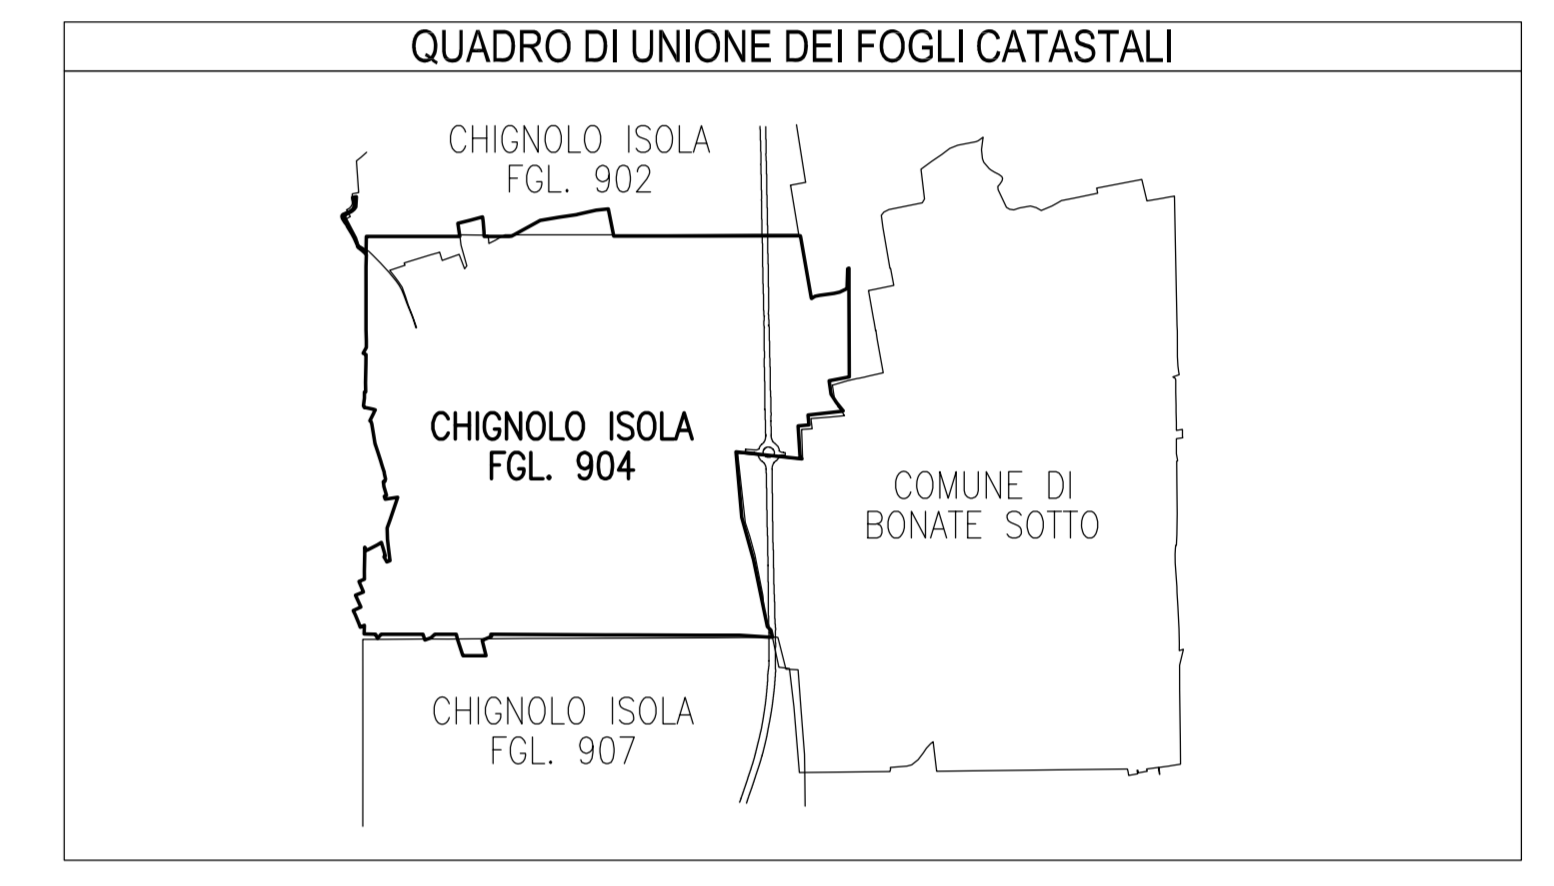 QUADRO DI UNIONE DEI FOGLI CATASTALI
CHIGNOLO ISOLA
FGL. 902
CHIGNOLO ISOLA
FGL. 904
COMUNE DI
BONATE SOTTO
CHIGNOLO ISOLA
FGL. 907